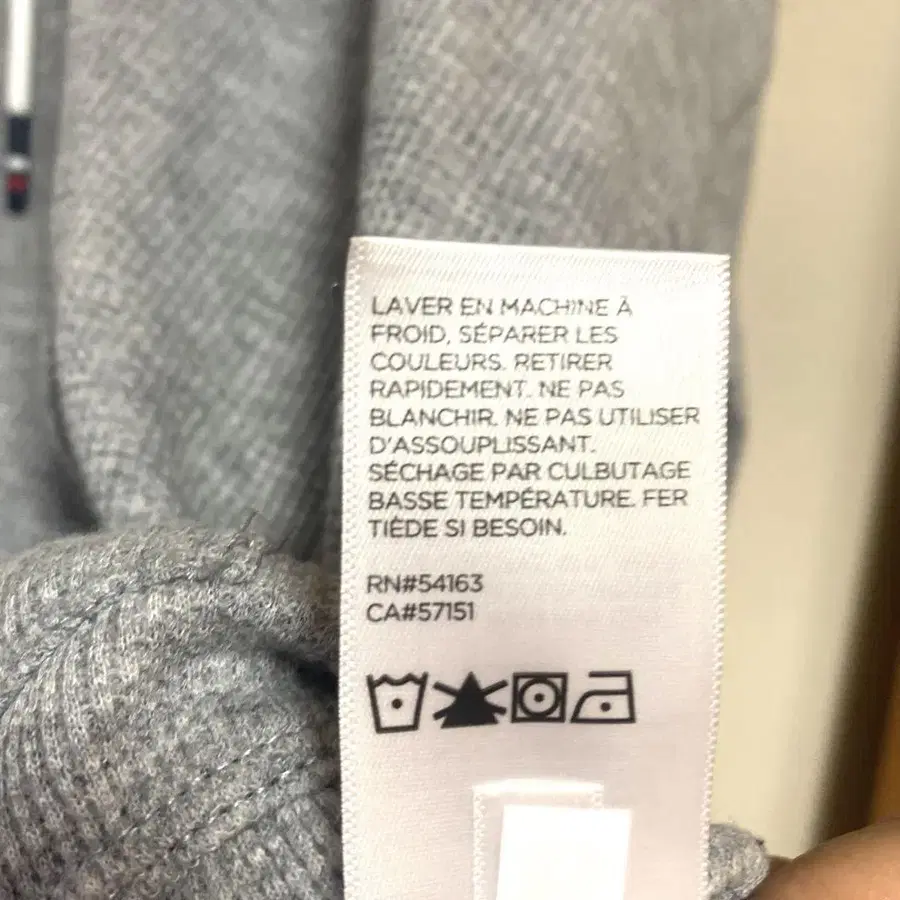 LAVER EN MACHINE À
FROID, SÉPARER LES
COULEURS. RETIRER
RAPIDEMENT. NE PAS
BLANCHIR. NE PAS UTILISER
D'ASSOUPLISSANT.
SÉCHAGE PAR CULBUTAGE
BASSE TEMPÉRATURE. FER
TIÈDE SI BESOIN.
RN#54163
CA#57151